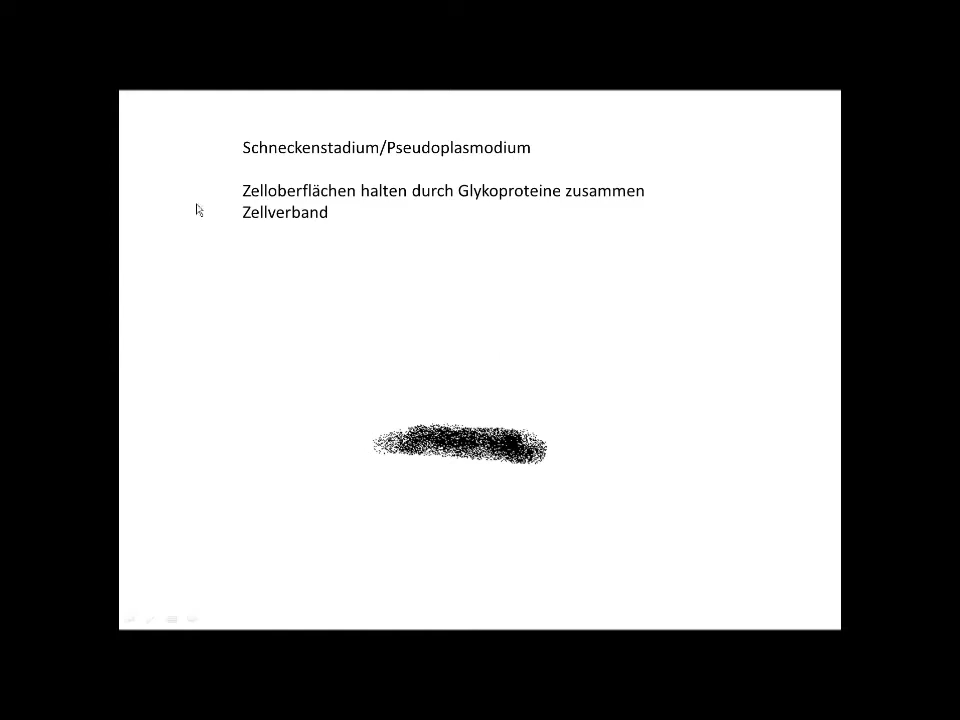 Schneckenstadium/Pseudoplasmodium
Zelloberflächen halten durch Glykoproteine zusammen
Zellverband